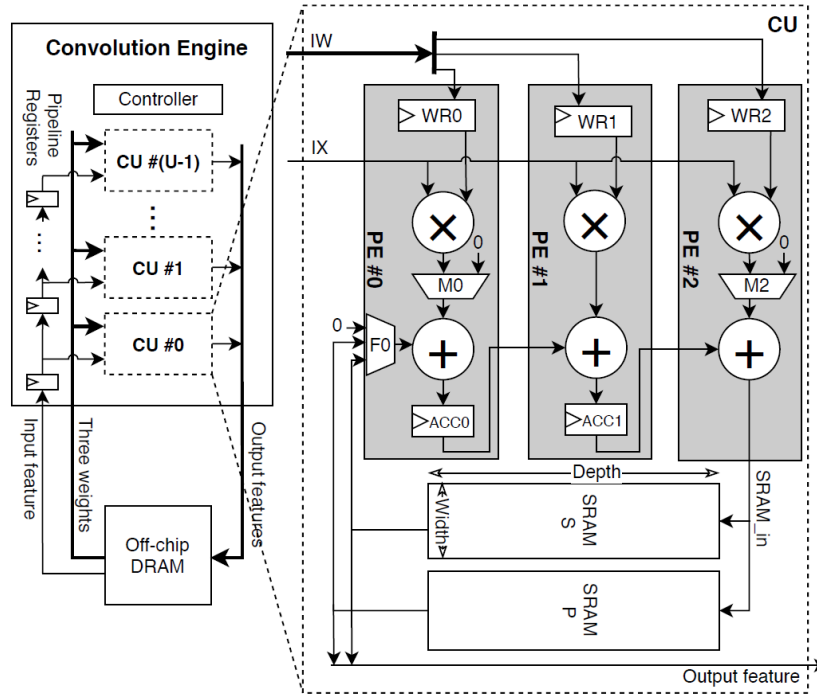 Convolution Engine
Controller
Pipeline
Registers
CU #(U-1)
CU #1
CU #0
Input feature
Three weights
Output features
Off-chip
DRAM
CU
IW
IX
WR0
WR1
WR2
PE #0
PE #1
PE #2
0
0
M0
M2
0
F0
ACC0
ACC1
Depth
Width
SRAM
S
SRAM_in
SRAM
P
Output feature